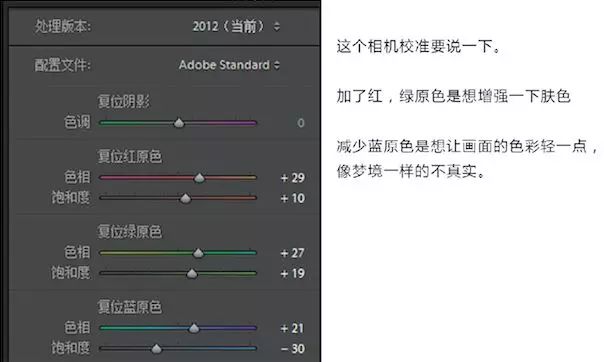 处理版本： 2012（当前）
配置文件： Adobe Standard
复位阴影
色调 0
复位红原色
色相 + 29
饱和度 + 10
复位绿原色
色相 + 27
饱和度 + 19
复位蓝原色
色相 + 21
饱和度 - 30
这个相机校准要说一下。
加了红，绿原色是想增强一下肤色
减少蓝原色是想让画面的色彩轻一点，
像梦境一样的不真实。